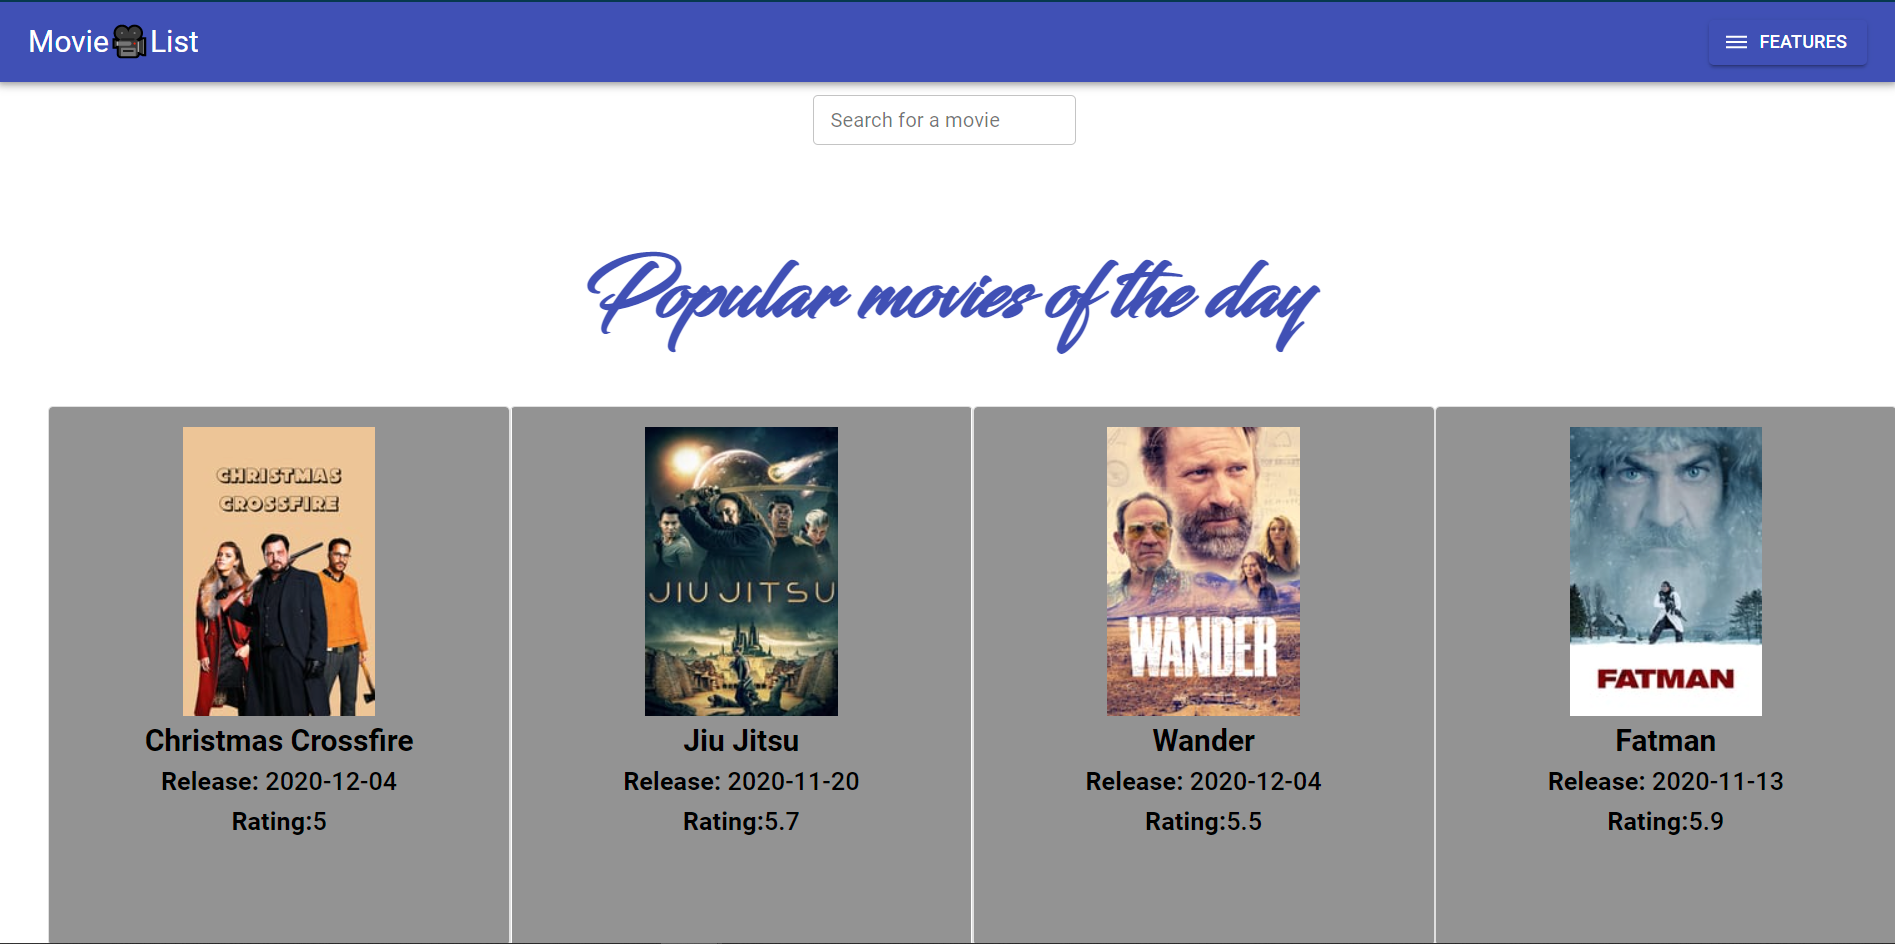 Movie🎥List
FEATURES
Search for a movie
Popular movies of the day
CHRISTMAS
CROSSFIRE
JIU JITSU
WANDER
FATMAN
Christmas Crossfire
Release: 2020-12-04
Rating:5
Jiu Jitsu
Release: 2020-11-20
Rating:5.7
Wander
Release: 2020-12-04
Rating:5.5
Fatman
Release: 2020-11-13
Rating:5.9